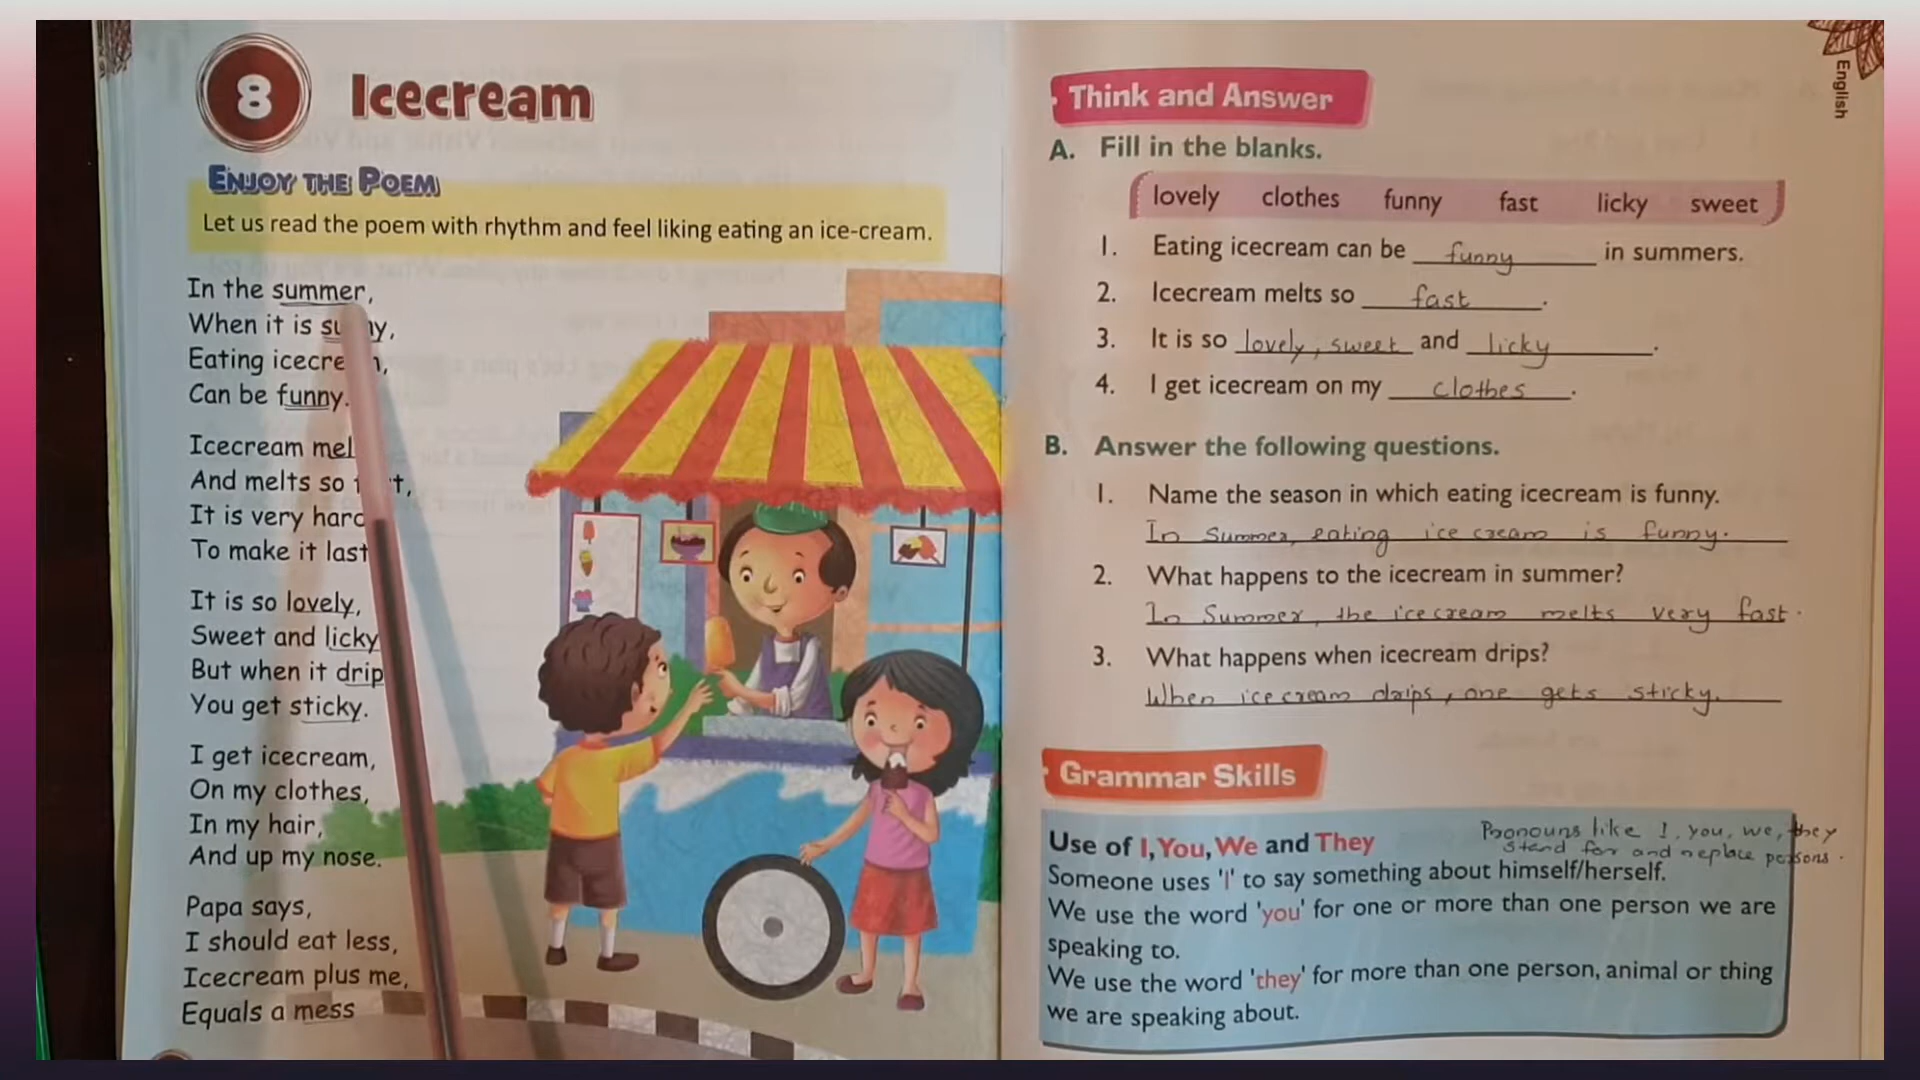 8 Icecream
ENJOY THE POEM
Let us read the poem with rhythm and feel liking eating an ice-cream.
In the summer,
When it is
Eating
Can be funny.
Icecream
And melts so
It is very
To make it last
It is so lovely,
Sweet and licky
But when it
You get sticky.
I get icecream,
On my clothes,
In my hair,
And up my nose.
Papa says,
I should eat less,
Icecream plus me,
Equals a mess
English
Think and Answer
A. Fill in the blanks.
lovely clothes funny fast licky sweet
1. Eating icecream can be funny in summers.
2. Icecream melts so fast.
3. It is so lovely, sweet and licky.
4. I get icecream on my clothes.
B. Answer the following questions.
1. Name the season in which eating icecream is funny.
In Summer, eating ice cream is funny.
2. What happens to the icecream in summer?
In Summer, the icecream melts very fast.
3. What happens when icecream drips?
When ice cream drips, one gets sticky.
Grammar Skills
Use of I, You, We and They
Pronouns like I, you, we, they
stand for and replace persons.
Someone uses 'I' to say something about himself/herself.
We use the word 'you' for one or more than one person we are
speaking to.
We use the word 'they' for more than one person, animal or thing
we are speaking about.